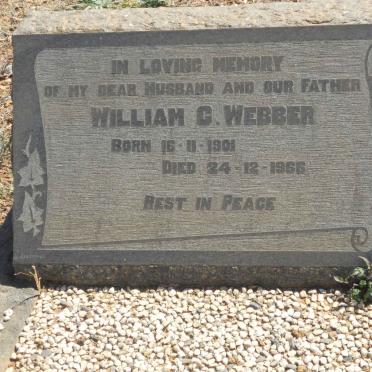 IN LOVING MEMORY
OF MY DEAR HUSBAND AND OUR FATHER
WILLIAM C. WEBBER
BORN 16-11-1901
DIED 24-12-1966
REST IN PEACE